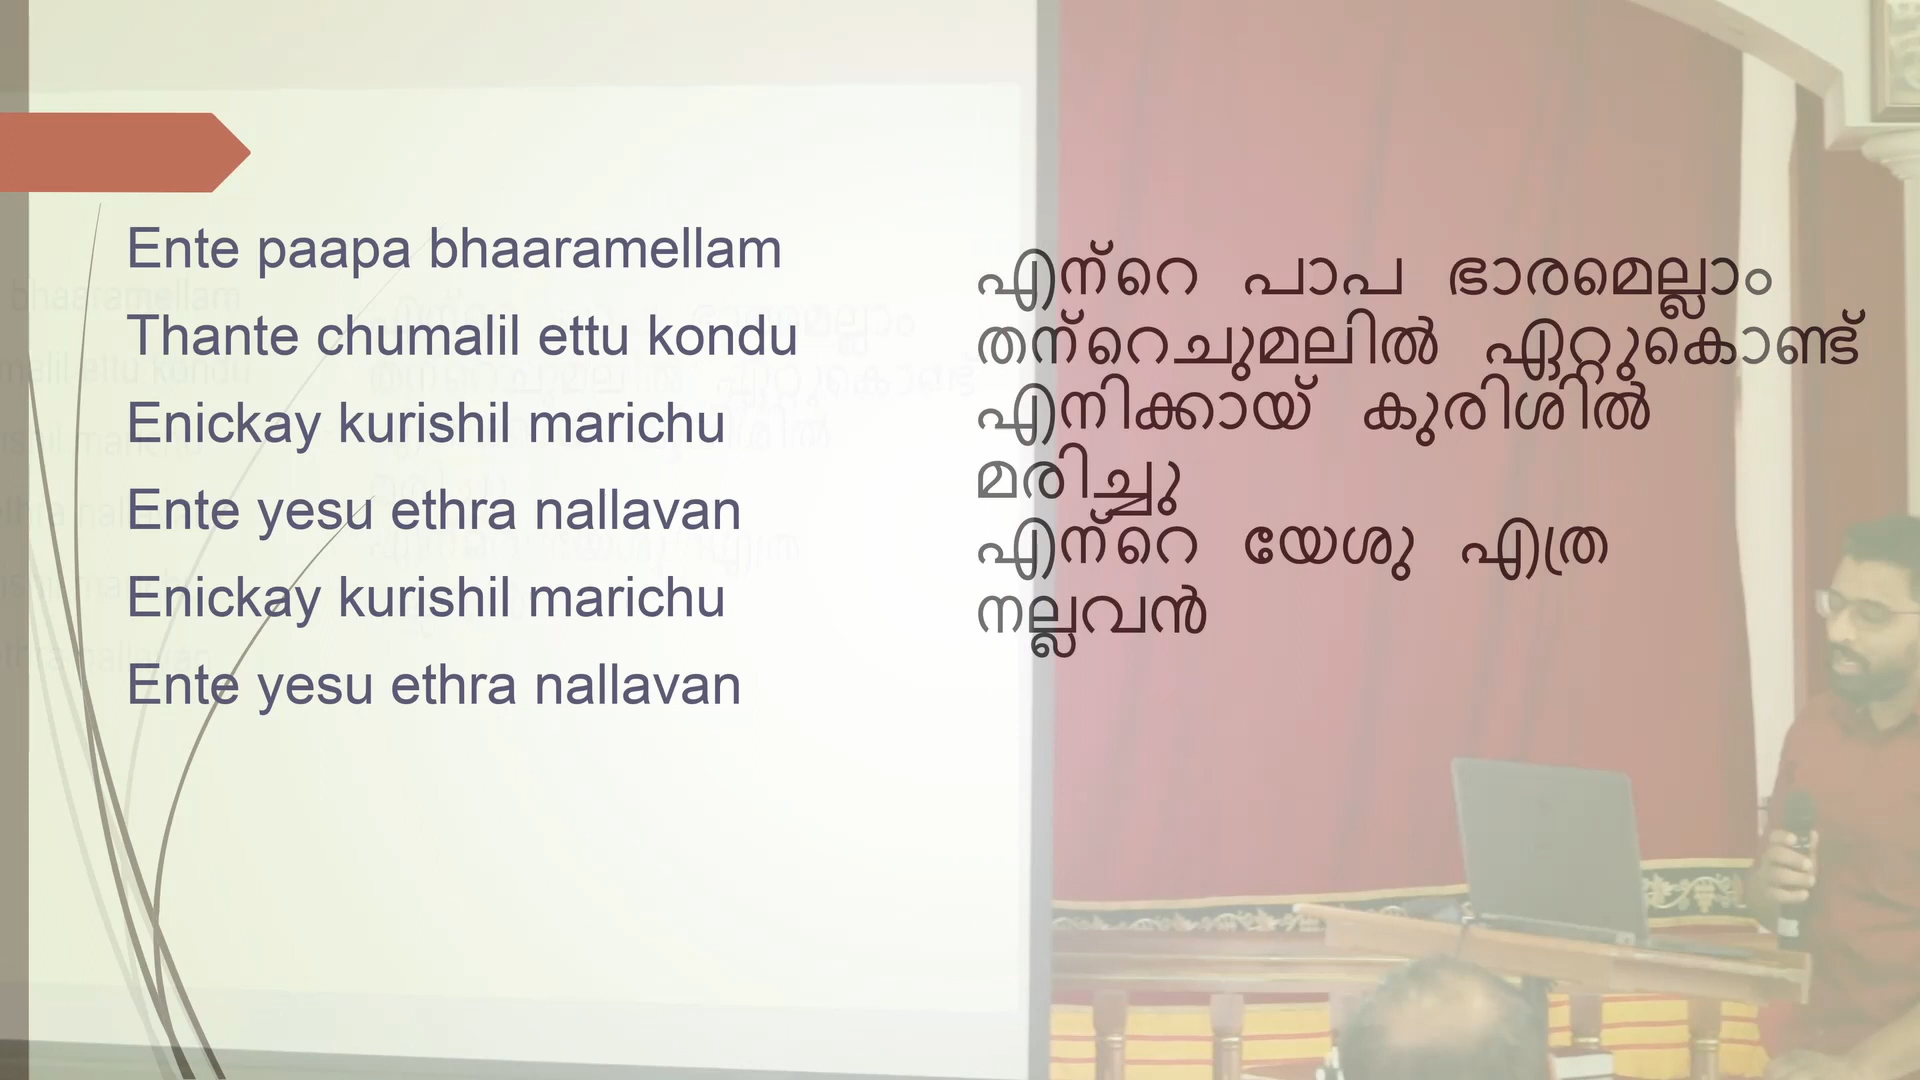 Ente paapa bhaaramellam
Thante chumalil ettu kondu
Enickay kurishil marichu
Ente yesu ethra nallavan
Enickay kurishil marichu
Ente yesu ethra nallavan
എന്റെ പാപ ഭാരമെല്ലാം
തന്റെചുമലിൽ ഏറ്റുകൊണ്ട്
എനിക്കായ് കുരിശിൽ
മരിച്ചു
എന്റെ യേശു എത്ര
നല്ലവൻ